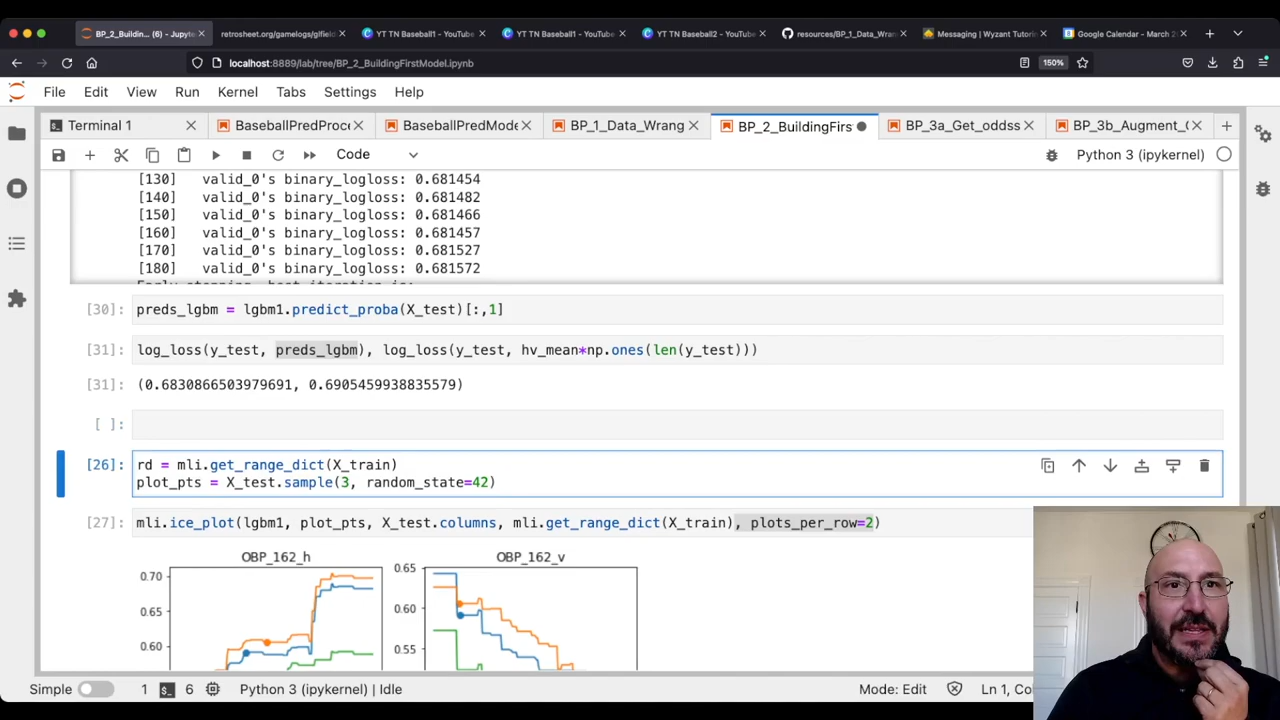 BP_2_Buildin... (6) - Jupyte
retrosheet.org/gamelogs/glfield
YT TN Baseball1 - YouTube
YT TN Baseball1 - YouTube
YT TN Baseball2 - YouTube
resources/BP_1_Data_Wra
Messaging | Wyzant Tutorin
Google Calendar - March 2
localhost:8889/lab/tree/BP_2_BuildingFirstModel.ipynb
150%
File Edit View Run Kernel Tabs Settings Help
Terminal 1
BaseballPredProce
BaseballPredMode
BP_1_Data_Wrang
BP_2_BuildingFirs
BP_3a_Get_oddss
BP_3b_Augment_
Code
Python 3 (ipykernel)
[130] valid_0's binary_logloss: 0.681454
[140] valid_0's binary_logloss: 0.681482
[150] valid_0's binary_logloss: 0.681466
[160] valid_0's binary_logloss: 0.681457
[170] valid_0's binary_logloss: 0.681527
[180] valid_0's binary_logloss: 0.681572
[30]: preds_lgbm = lgbm1.predict_proba(X_test)[:,1]
[31]: log_loss(y_test, preds_lgbm), log_loss(y_test, hv_mean*np.ones(len(y_test)))
[31]: (0.6830866503979691, 0.6905459938835579)
[ ]:
[26]: rd = mli.get_range_dict(X_train)
plot_pts = X_test.sample(3, random_state=42)
[27]: mli.ice_plot(lgbm1, plot_pts, X_test.columns, mli.get_range_dict(X_train), plots_per_row=2)
OBP_162_h OBP_162_v
0.70 0.65
0.65 0.60
0.60 0.55
Simple 1 6 Python 3 (ipykernel) | Idle Mode: Edit Ln 1, Co